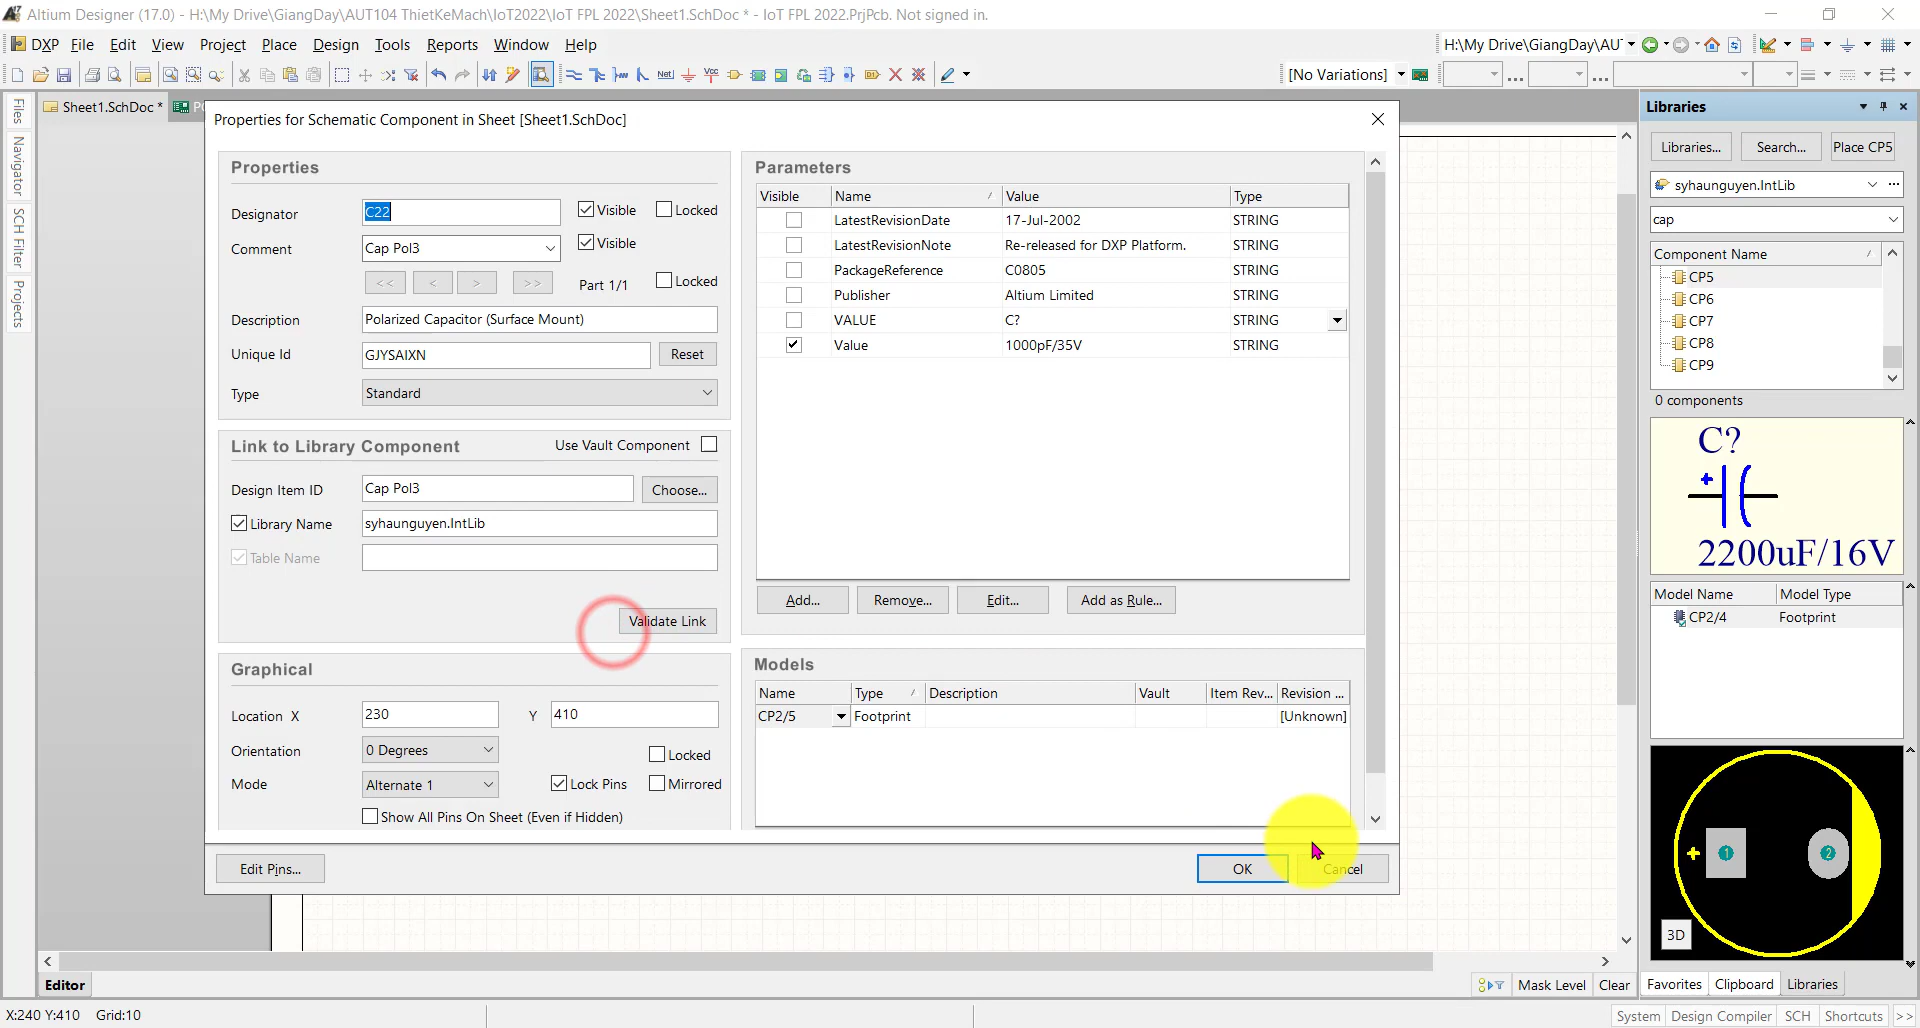 Altium Designer (17.0) - H:\My Drive\GiangDay\AUT104 ThietKeMach\IoT2022\IoT FPL 2022\Sheet1.SchDoc * - IoT FPL 2022.PrjPcb. Not signed in.
DXP File Edit View Project Place Design Tools Reports Window Help
H:\My Drive\GiangDay\AU
Net Vcc
[No Variations]
Sheet1.SchDoc *
Files
Navigator
SCH Filter
Projects
Properties for Schematic Component in Sheet [Sheet1.SchDoc]
Properties
Designator C22 Visible Locked
Comment Cap Pol3 Visible
<< < > >> Part 1/1 Locked
Description Polarized Capacitor (Surface Mount)
Unique Id GJYSAIXN Reset
Type Standard
Link to Library Component Use Vault Component
Design Item ID Cap Pol3 Choose...
Library Name syhaunguyen.IntLib
Table Name
Validate Link
Graphical
Location X 230 Y 410
Orientation 0 Degrees Locked
Mode Alternate 1 Lock Pins Mirrored
Show All Pins On Sheet (Even if Hidden)
Edit Pins...
Parameters
Visible Name Value Type
LatestRevisionDate 17-Jul-2002 STRING
LatestRevisionNote Re-released for DXP Platform. STRING
PackageReference C0805 STRING
Publisher Altium Limited STRING
VALUE C? STRING
Value 1000pF/35V STRING
Add... Remove... Edit... Add as Rule...
Models
Name Type Description Vault Item Rev... Revision ...
CP2/5 Footprint [Unknown]
OK Cancel
Libraries
Libraries... Search... Place CP5
syhaunguyen.IntLib ...
cap
Component Name
CP5
CP6
CP7
CP8
CP9
0 components
C?
+
2200uF/16V
Model Name Model Type
CP2/4 Footprint
+ 1 2
3D
Editor
Mask Level Clear
Favorites Clipboard Libraries
X:240 Y:410 Grid:10
System Design Compiler SCH Shortcuts >>